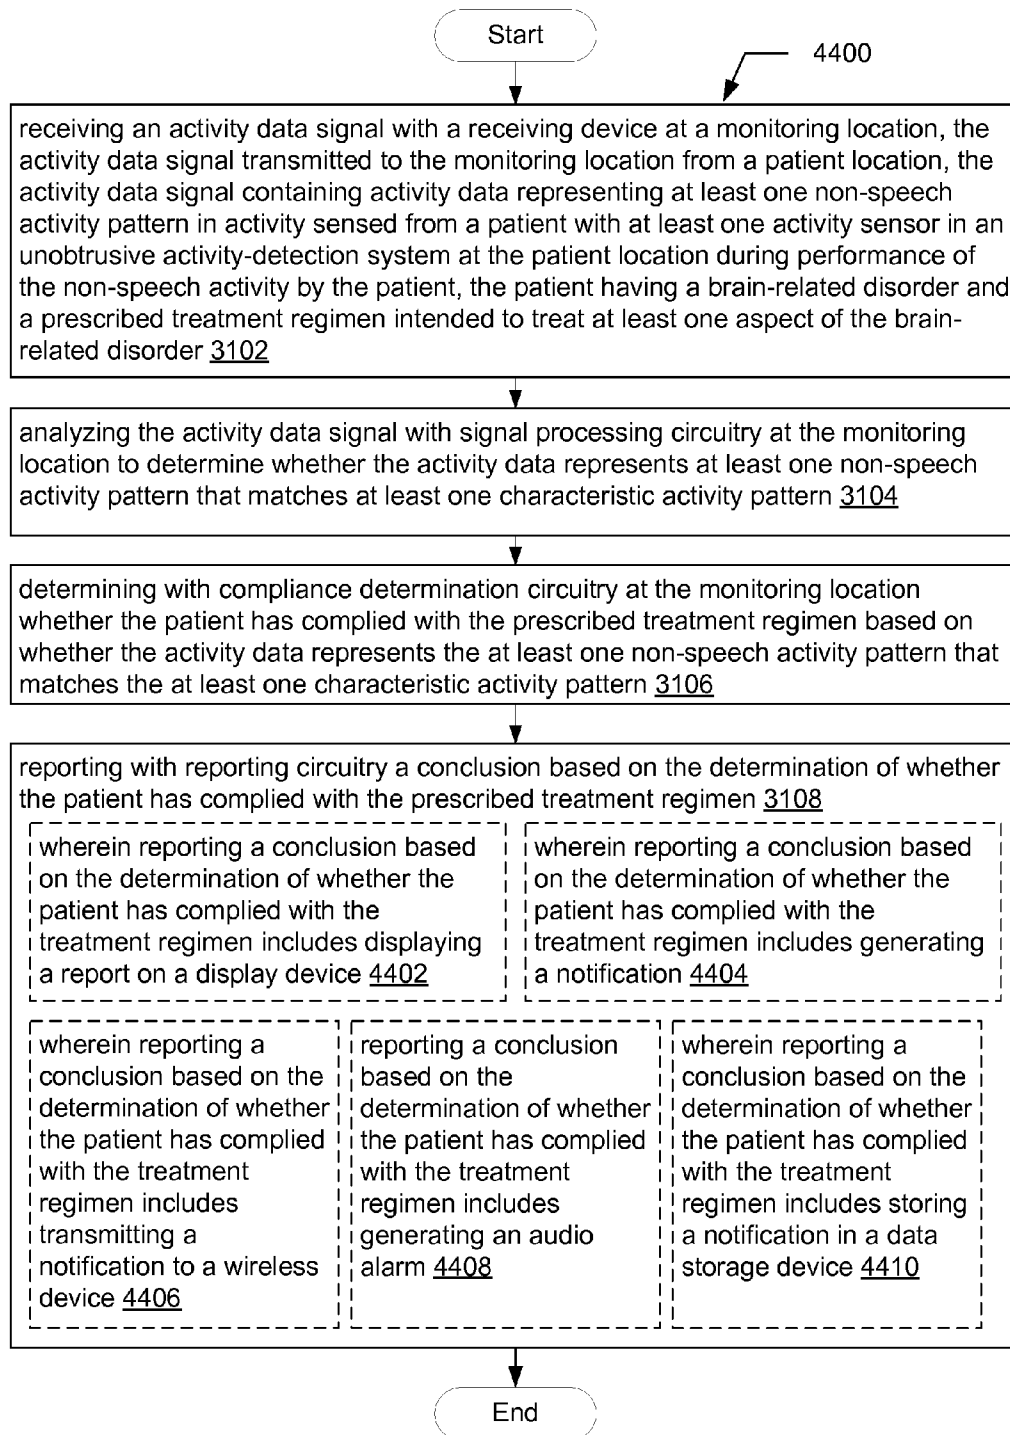 Start
4400
receiving an activity data signal with a receiving device at a monitoring location, the
activity data signal transmitted to the monitoring location from a patient location, the
activity data signal containing activity data representing at least one non-speech
activity pattern in activity sensed from a patient with at least one activity sensor in an
unobtrusive activity-detection system at the patient location during performance of
the non-speech activity by the patient, the patient having a brain-related disorder and
a prescribed treatment regimen intended to treat at least one aspect of the brain-
related disorder 3102
analyzing the activity data signal with signal processing circuitry at the monitoring
location to determine whether the activity data represents at least one non-speech
activity pattern that matches at least one characteristic activity pattern 3104
determining with compliance determination circuitry at the monitoring location
whether the patient has complied with the prescribed treatment regimen based on
whether the activity data represents the at least one non-speech activity pattern that
matches the at least one characteristic activity pattern 3106
reporting with reporting circuitry a conclusion based on the determination of whether
the patient has complied with the prescribed treatment regimen 3108
wherein reporting a conclusion based
on the determination of whether the
patient has complied with the
treatment regimen includes displaying
a report on a display device 4402
wherein reporting a conclusion based
on the determination of whether the
patient has complied with the
treatment regimen includes generating
a notification 4404
wherein reporting a
conclusion based on the
determination of whether
the patient has complied
with the treatment
regimen includes
transmitting a
notification to a wireless
device 4406
reporting a conclusion
based on the
determination of whether
the patient has complied
with the treatment
regimen includes
generating an audio
alarm 4408
wherein reporting a
conclusion based on the
determination of whether
the patient has complied
with the treatment
regimen includes storing
a notification in a data
storage device 4410
End